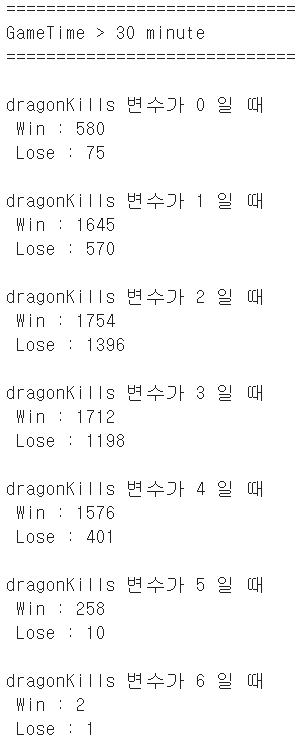 =============================
GameTime > 30 minute
=============================
dragonKills 변수가 0 일 때
Win : 580
Lose : 75
dragonKills 변수가 1 일 때
Win : 1645
Lose : 570
dragonKills 변수가 2 일 때
Win : 1754
Lose : 1396
dragonKills 변수가 3 일 때
Win : 1712
Lose : 1198
dragonKills 변수가 4 일 때
Win : 1576
Lose : 401
dragonKills 변수가 5 일 때
Win : 258
Lose : 10
dragonKills 변수가 6 일 때
Win : 2
Lose : 1